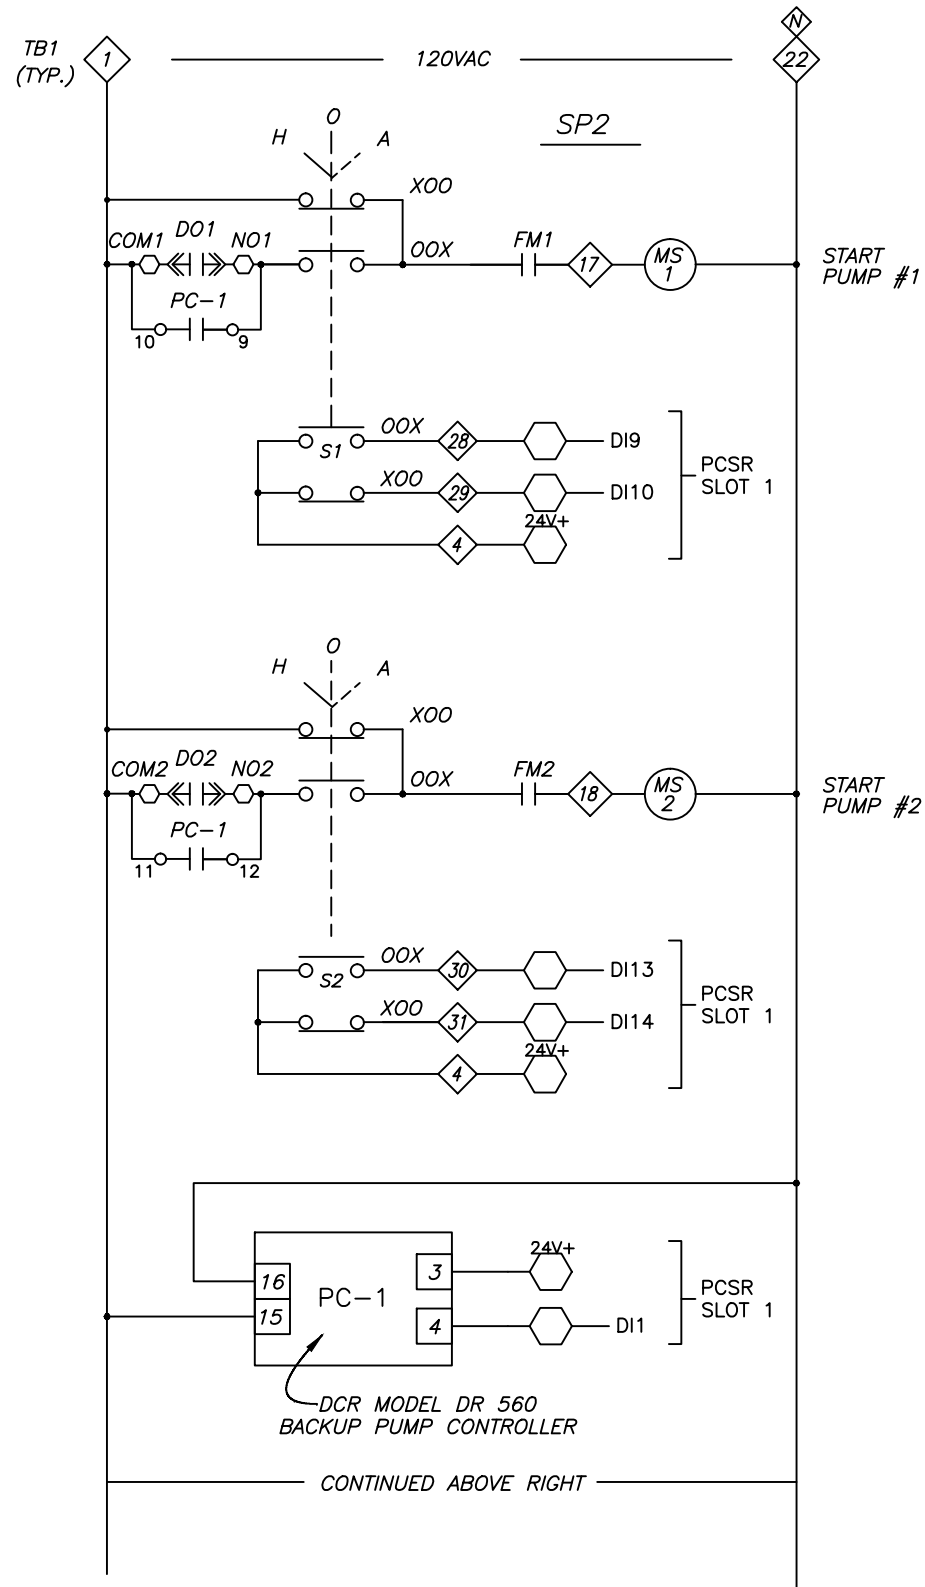 N
TB1
(TYP.)
1
120VAC
22
O
H
A
SP2
XOO
COM1
DO1
NO1
OOX
FM1
17
MS
1
START
PUMP #1
PC-1
10
9
S1
OOX
28
DI9
XOO
29
DI10
24V+
4
PCSR
SLOT 1
O
H
A
XOO
COM2
DO2
NO2
OOX
FM2
18
MS
2
START
PUMP #2
PC-1
11
12
S2
OOX
30
DI13
XOO
31
DI14
24V+
4
PCSR
SLOT 1
16
15
PC-1
3
24V+
4
DI1
PCSR
SLOT 1
DCR MODEL DR 560
BACKUP PUMP CONTROLLER
CONTINUED ABOVE RIGHT